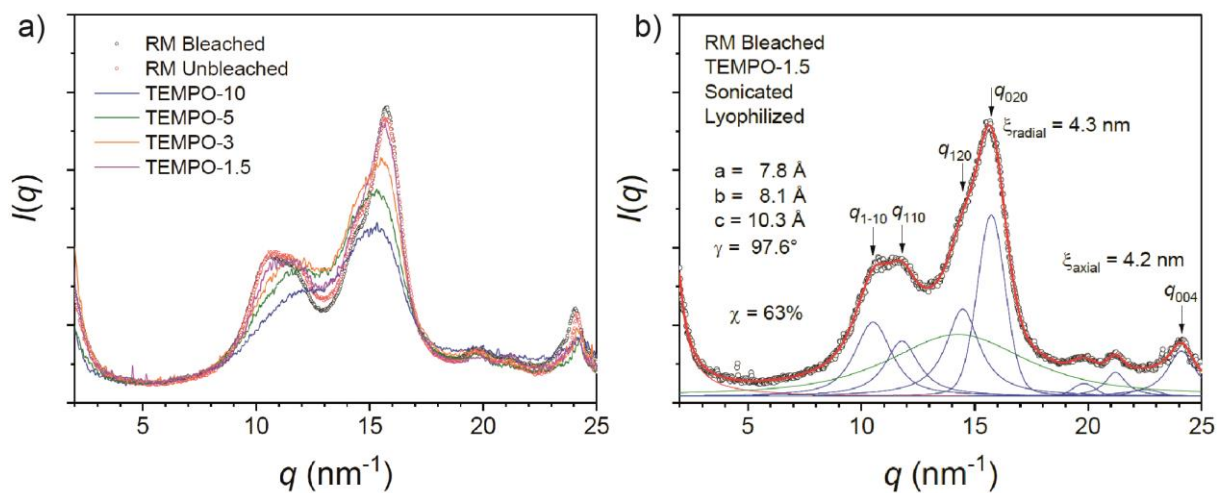 a)
RM Bleached
RM Unbleached
TEMPO-10
TEMPO-5
TEMPO-3
TEMPO-1.5
I(q)
5 10 15 20 25
q (nm⁻¹)
b)
RM Bleached
TEMPO-1.5
Sonicated
Lyophilized
q₀₂₀
ξradial = 4.3 nm
q₁₂₀
a = 7.8 Å
b = 8.1 Å
c = 10.3 Å
γ = 97.6°
q₁₋₁₀ q₁₁₀
ξaxial = 4.2 nm
q₀₀₄
χ = 63%
I(q)
5 10 15 20 25
q (nm⁻¹)